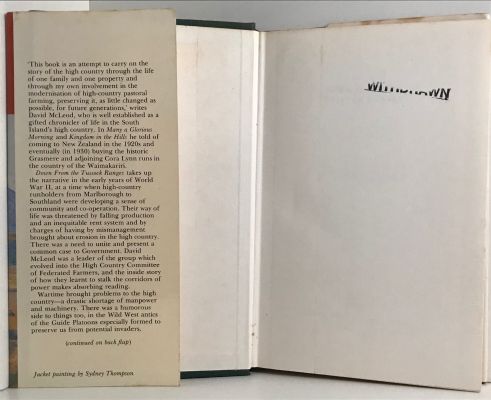 'This book is an attempt to carry on the
story of the high country through the life
of one family and one property and
through my own involvement in the
modernisation of high-country pastoral
farming, preserving it, as little changed as
possible, for future generations,' writes
David McLeod, who is well established as a
gifted chronicler of life in the South
Island's high country. In Many a Glorious
Morning and Kingdom in the Hills he told of
coming to New Zealand in the 1920s and
eventually (in 1930) buying the historic
Grasmere and adjoining Cora Lynn runs in
the country of the Waimakariri.
Down From the Tussock Ranges takes up
the narrative in the early years of World
War II, at a time when high-country
runholders from Marlborough to
Southland were developing a sense of
community and co-operation. Their way of
life was threatened by falling production
and an inequitable rent system and by
charges of having by mismanagement
brought about erosion in the high country.
There was a need to unite and present a
common case to Government. David
McLeod was a leader of the group which
evolved into the High Country Committee
of Federated Farmers, and the inside story
of how they learnt to stalk the corridors of
power makes absorbing reading.
Wartime brought problems to the high
country—a drastic shortage of manpower
and machinery. There was a humorous
side to things too, in the Wild West antics
of the Guide Platoons especially formed to
preserve us from potential invaders.
(continued on back flap)
Jacket painting by Sydney Thompson
WITHDRAWN